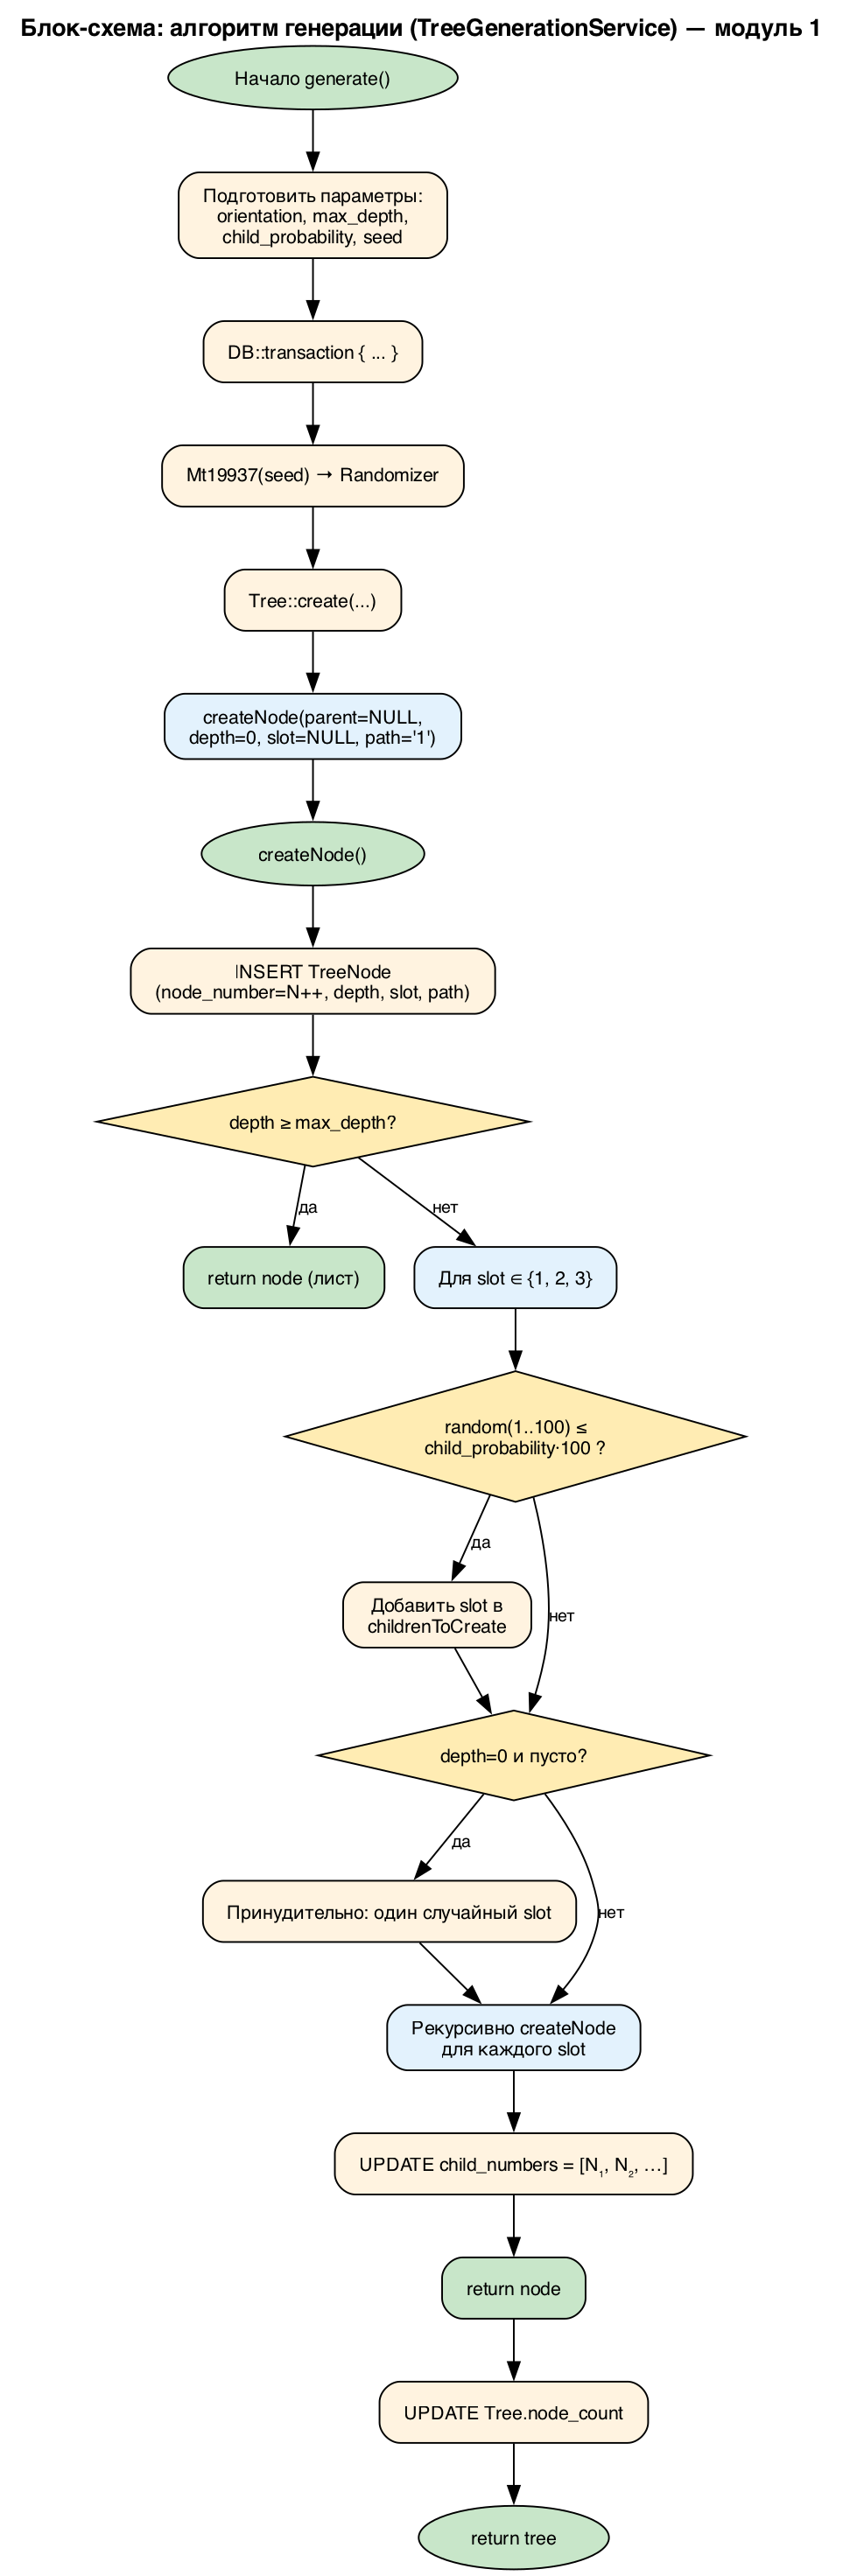 Блок-схема: алгоритм генерации (TreeGenerationService) — модуль 1
Начало generate()
Подготовить параметры:
orientation, max_depth,
child_probability, seed
DB::transaction { ... }
Mt19937(seed) → Randomizer
Tree::create(...)
createNode(parent=NULL,
depth=0, slot=NULL, path='1')
createNode()
INSERT TreeNode
(node_number=N++, depth, slot, path)
depth ≥ max_depth?
да
нет
return node (лист)
Для slot ∈ {1, 2, 3}
random(1..100) ≤
child_probability·100 ?
да
Добавить slot в
childrenToCreate
нет
depth=0 и пусто?
да
Принудительно: один случайный slot
нет
Рекурсивно createNode
для каждого slot
UPDATE child_numbers = [N₁, N₂, …]
return node
UPDATE Tree.node_count
return tree